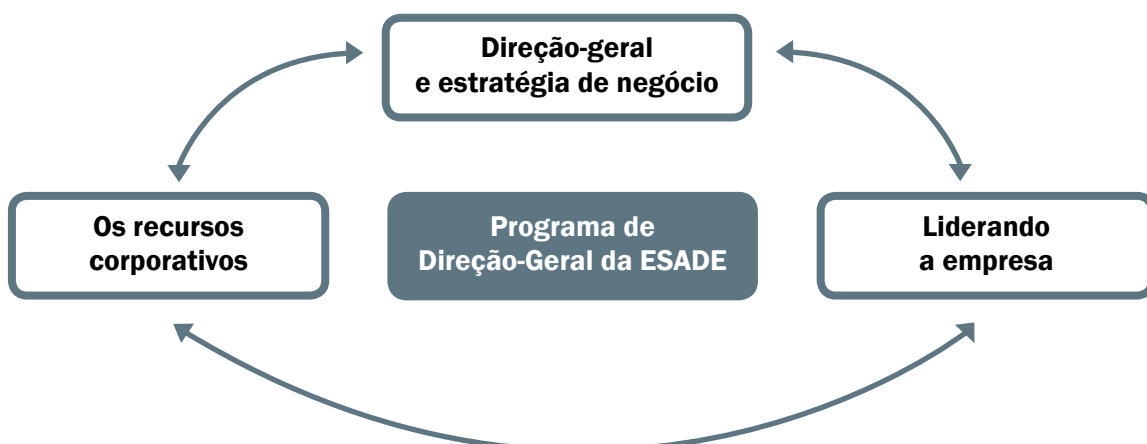 Direção-geral
e estratégia de negócio
Os recursos
corporativos
Programa de
Direção-Geral da ESADE
Liderando
a empresa